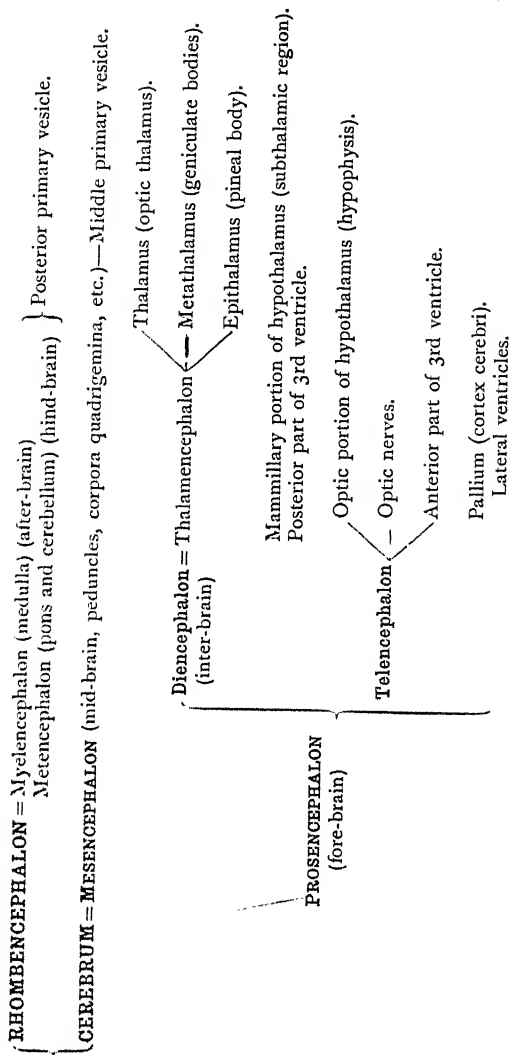 RHOMBENCEPHALON = Myelencephalon (medulla) (after-brain)
Metencephalon (pons and cerebellum) (hind-brain) } Posterior primary vesicle.
CEREBRUM = MESENCEPHALON (mid-brain, peduncles, corpora quadrigemina, etc.)—Middle primary vesicle.
Thalamus (optic thalamus).
Diencephalon = Thalamencephalon — Metathalamus (geniculate bodies).
(inter-brain)
Epithalamus (pineal body).
Mammillary portion of hypothalamus (subthalamic region).
Posterior part of 3rd ventricle.
PROSENCEPHALON
(fore-brain)
Optic portion of hypothalamus (hypophysis).
Telencephalon — Optic nerves.
Anterior part of 3rd ventricle.
Pallium (cortex cerebri).
Lateral ventricles.